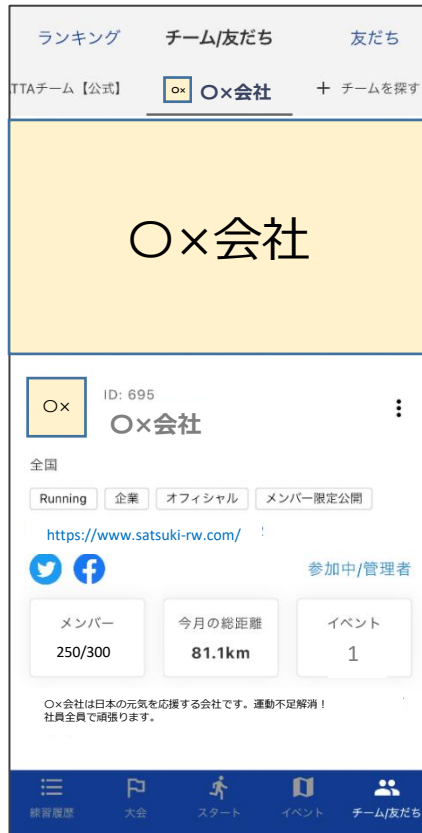 ランキング チーム/友だち 友だち
TTAチーム【公式】 〇× 〇×会社 + チームを探す
〇×会社
〇×
ID: 695
〇×会社
全国
Running 企業 オフィシャル メンバー限定公開
https://www.satsuki-rw.com/
参加中/管理者
メンバー 今月の総距離 イベント
250/300 81.1km 1
〇×会社は日本の元気を応援する会社です。運動不足解消！
社員全員で頑張ります。
練習履歴 大会 スタート イベント チーム/友だち